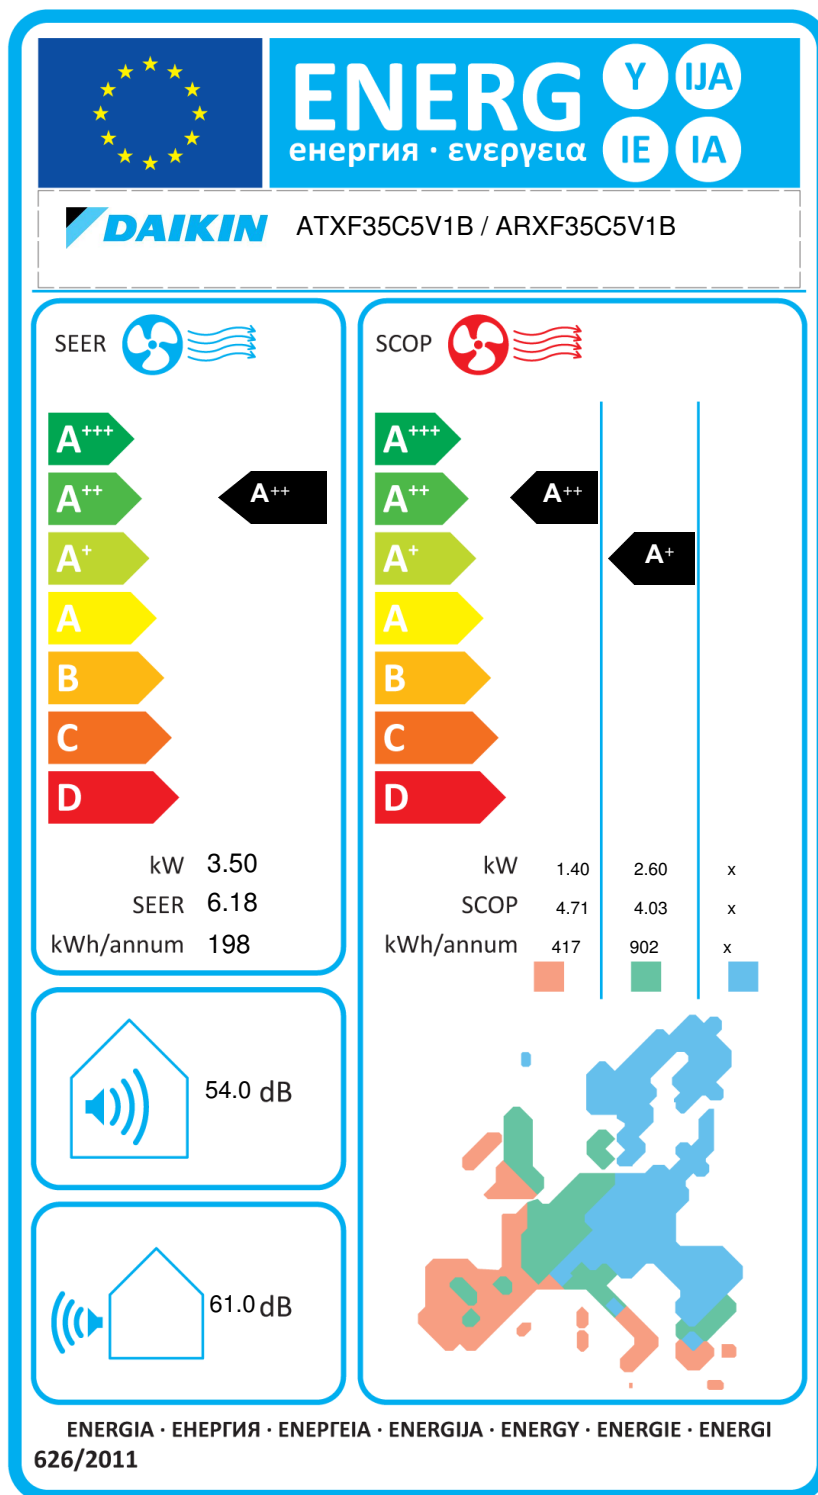 ENERG
енергия · ενεργεια
Y IJA
IE IA
DAIKIN ATXF35C5V1B / ARXF35C5V1B
SEER
A+++
A++ A++
A+
A
B
C
D
kW 3.50
SEER 6.18
kWh/annum 198
SCOP
A+++
A++ A++
A+ A+
A
B
C
D
kW 1.40 2.60 x
SCOP 4.71 4.03 x
kWh/annum 417 902 x
54.0 dB
61.0 dB
ENERGIA · ЕНЕРГИЯ · ΕΝΕΡΓΕΙΑ · ENERGIJA · ENERGY · ENERGIE · ENERGI
626/2011